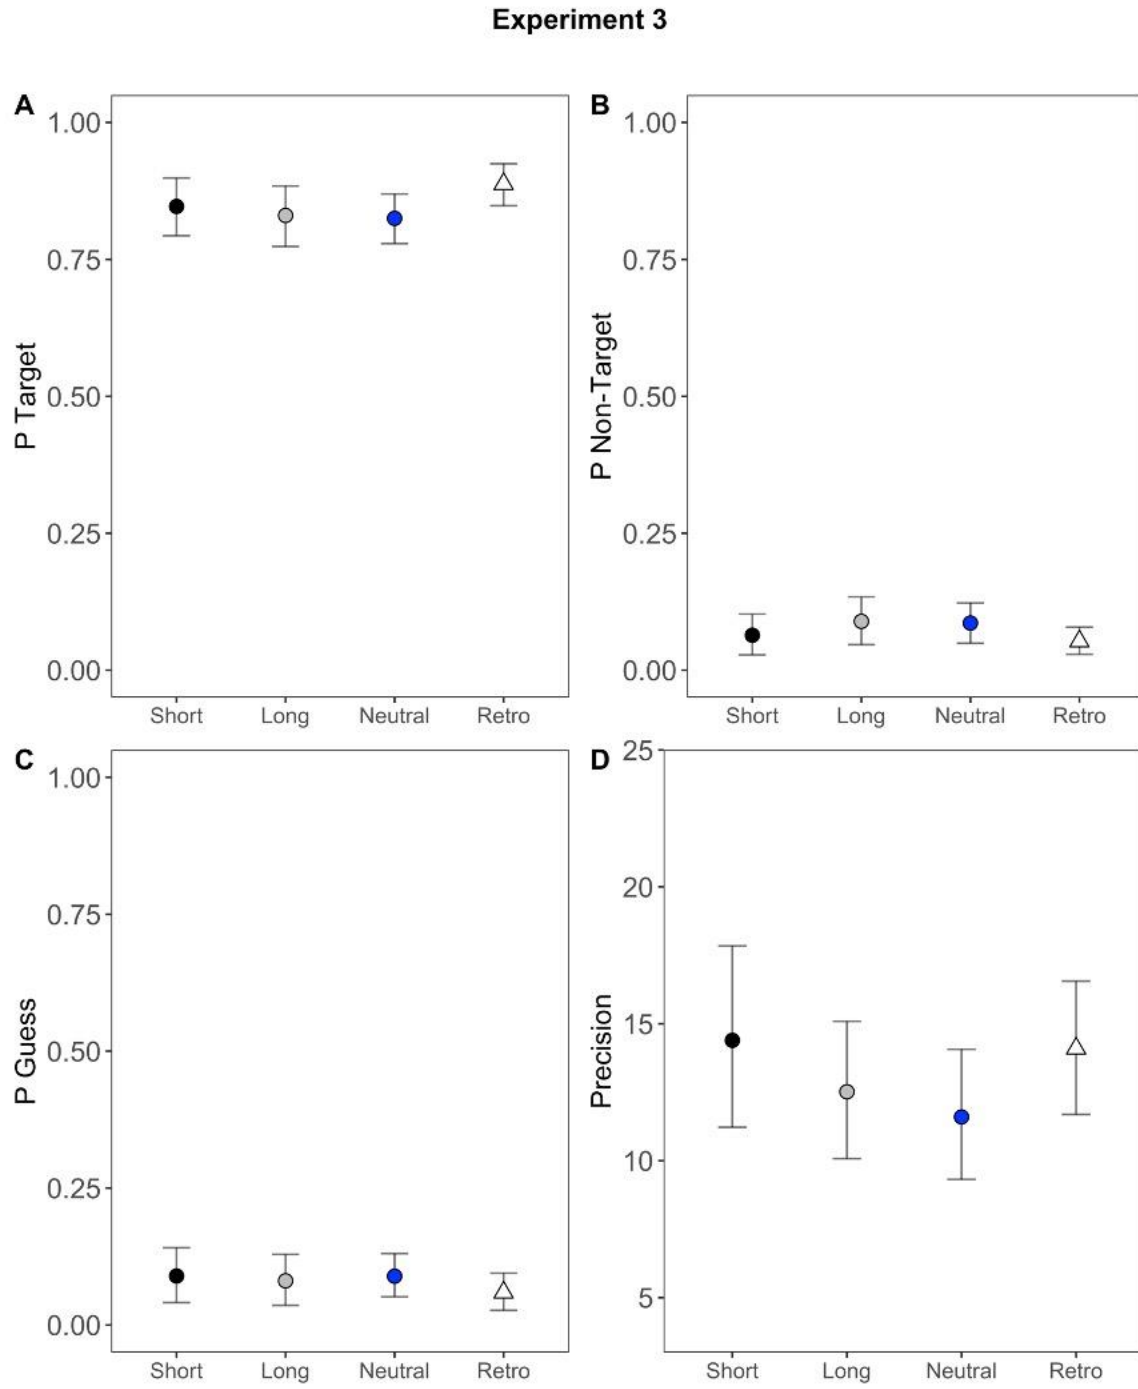 Experiment 3
A
1.00
0.75
0.50
0.25
0.00
P Target
Short Long Neutral Retro
B
1.00
0.75
0.50
0.25
0.00
P Non-Target
Short Long Neutral Retro
C
1.00
0.75
0.50
0.25
0.00
P Guess
Short Long Neutral Retro
D
25
20
15
10
5
Precision
Short Long Neutral Retro